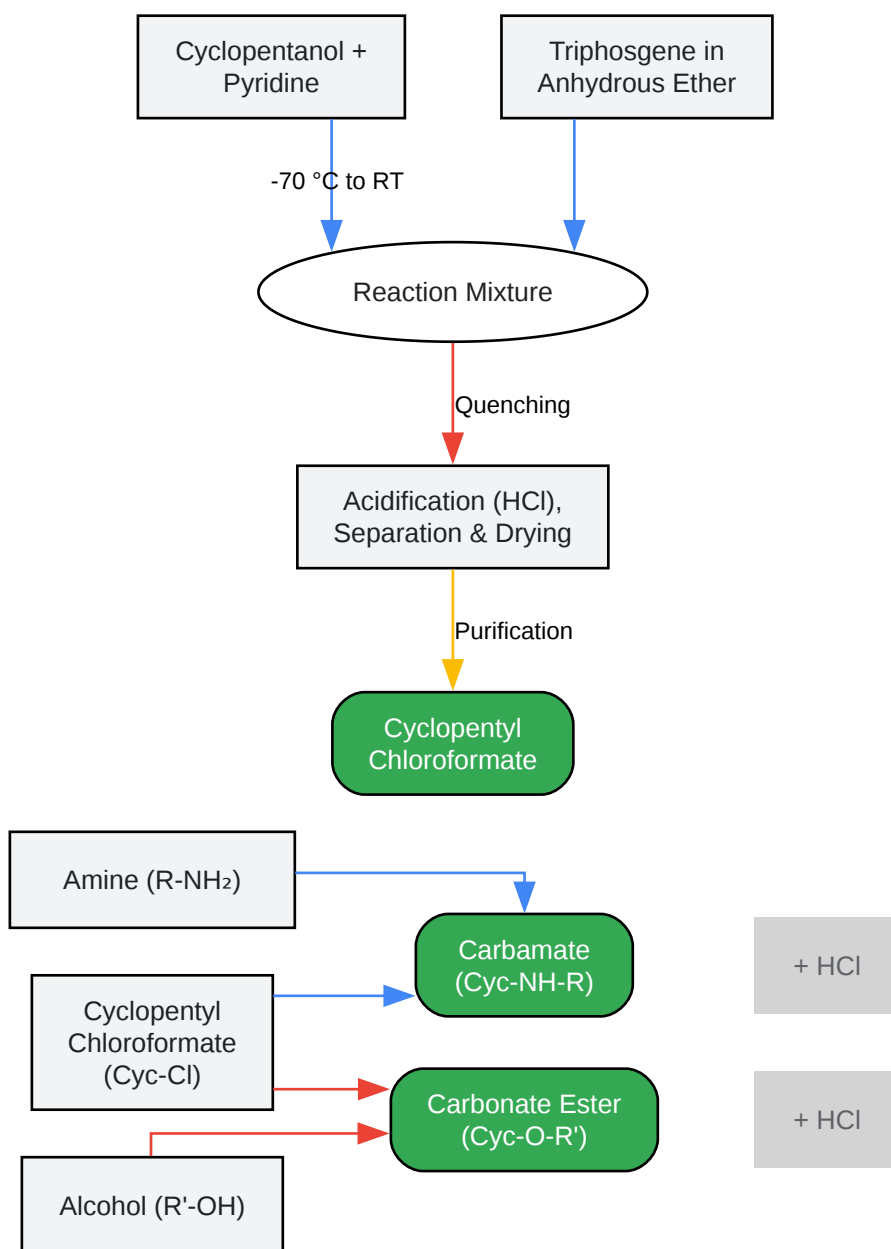 Cyclopentanol +
Pyridine
Triphosgene in
Anhydrous Ether
-70 °C to RT
Reaction Mixture
Quenching
Acidification (HCl),
Separation & Drying
Purification
Cyclopentyl
Chloroformate
Amine (R-NH₂)
Carbamate
(Cyc-NH-R)
+ HCl
Cyclopentyl
Chloroformate
(Cyc-Cl)
Carbonate Ester
(Cyc-O-R')
+ HCl
Alcohol (R'-OH)